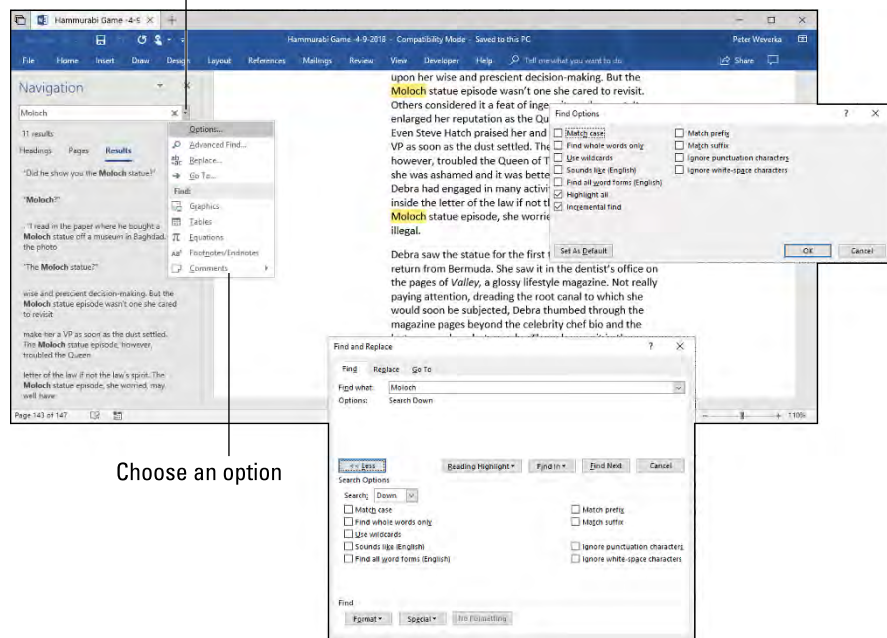 Hammurabi Game -4-9
Hammurabi Game -4-9-2018 - Compatibility Mode - Saved to this PC
Peter Weverka
File Home Insert Draw Design Layout References Mailings Review View Developer Help Tell me what you want to do Share
Navigation
Moloch
11 results
Headings Pages Results
"Did he show you the Moloch statue?"
"Moloch?"
"I read in the paper where he bought a
Moloch statue off a museum in Baghdad.
the photo
"The Moloch statue?"
wise and prescient decision-making. But the
Moloch statue episode wasn't one she cared
to revisit
make her a VP as soon as the dust settled.
The Moloch statue episode, however,
troubled the Queen
letter of the law if not the law's spirit. The
Moloch statue episode, she worried, may
well have
Page 143 of 147
110%
Options...
Advanced Find...
Replace...
Go To...
Find:
Graphics
Tables
Equations
Footnotes/Endnotes
Comments
upon her wise and prescient decision-making. But the
Moloch statue episode wasn't one she cared to revisit.
Others considered it a feat of
enlarged her reputation as the Qu
Even Steve Hatch praised her and
VP as soon as the dust settled. The
however, troubled the Queen of T
she was ashamed and it was bette
Debra had engaged in many activi
inside the letter of the law if not th
Moloch statue episode, she worrie
illegal.
Debra saw the statue for the first
return from Bermuda. She saw it in the dentist's office on
the pages of Valley, a glossy lifestyle magazine. Not really
paying attention, dreading the root canal to which she
would soon be subjected, Debra thumbed through the
magazine pages beyond the celebrity chef bio and the
Find Options ? X
Match case
Find whole words only
Use wildcards
Sounds like (English)
Find all word forms (English)
Highlight all
Incremental find
Match prefix
Match suffix
Ignore punctuation characters
Ignore white-space characters
Set As Default OK Cancel
Find and Replace ? X
Find Replace Go To
Find what: Moloch
Options: Search Down
<< Less Reading Highlight Find In Find Next Cancel
Search Options
Search: Down
Match case
Find whole words only
Use wildcards
Sounds like (English)
Find all word forms (English)
Match prefix
Match suffix
Ignore punctuation characters
Ignore white-space characters
Find
Format Special No Formatting
Choose an option